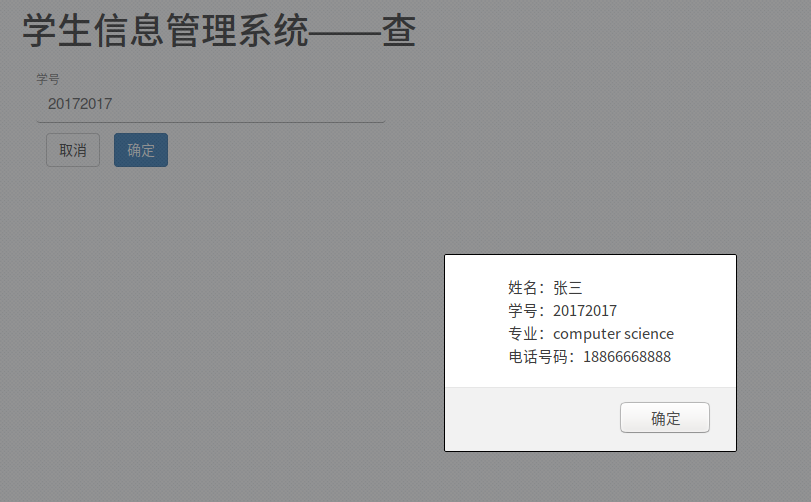 学生信息管理系统——查
学号
20172017
取消 确定
姓名：张三
学号：20172017
专业：computer science
电话号码：18866668888
确定